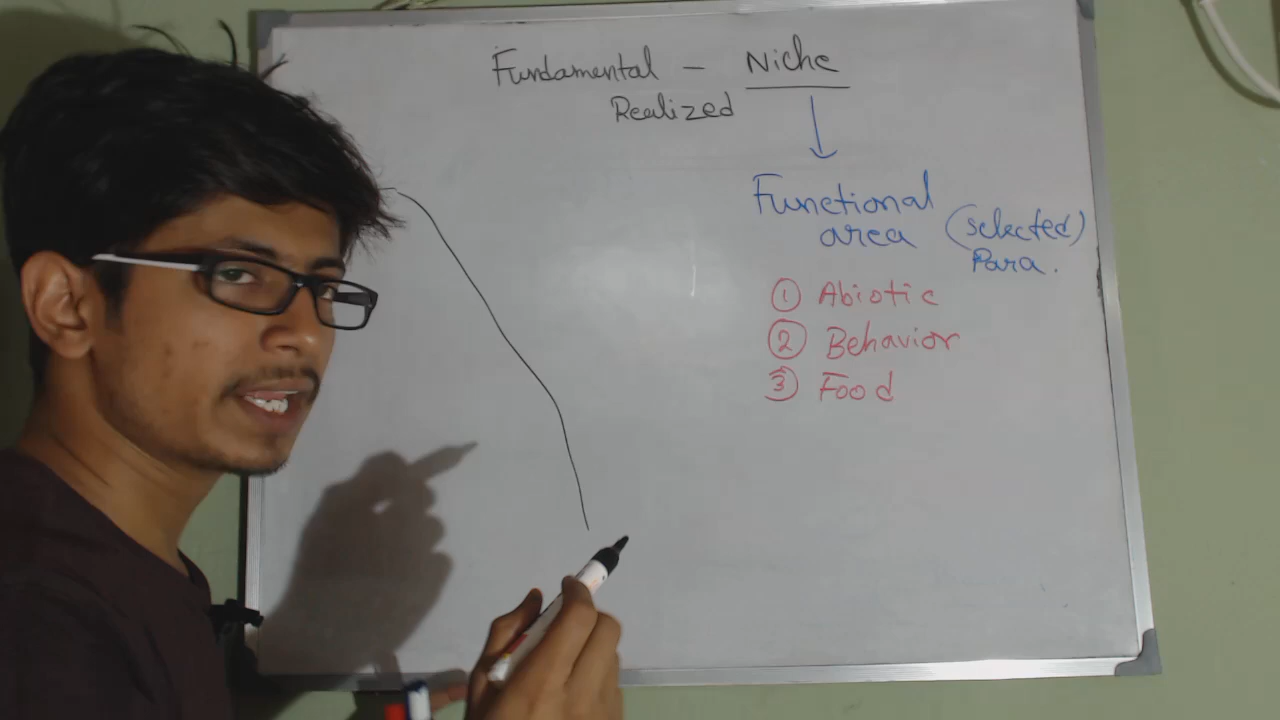 Fundamental - Niche
Realized
Functional
area (selected)
Para.
① Abiotic
② Behavior
③ Food